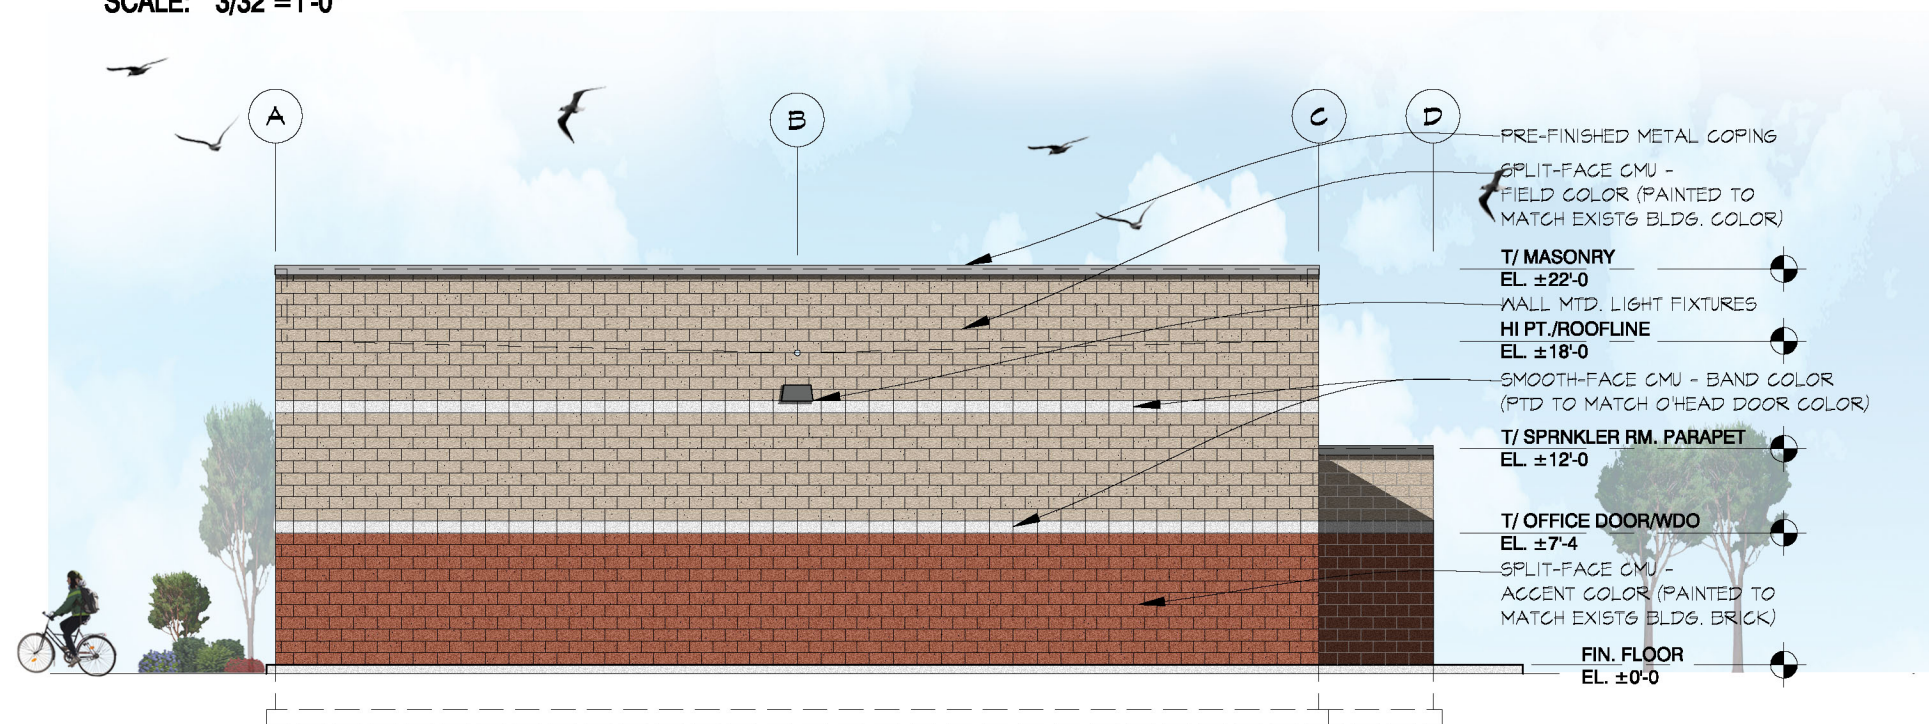 SCALE: 3/32"=1'-0
A
B
C
D
PRE-FINISHED METAL COPING
SPLIT-FACE CMU -
FIELD COLOR (PAINTED TO
MATCH EXISTG BLDG. COLOR)
T/ MASONRY
EL. ±22'-0
WALL MTD. LIGHT FIXTURES
HI PT./ROOFLINE
EL. ±18'-0
SMOOTH-FACE CMU - BAND COLOR
(PTD TO MATCH O'HEAD DOOR COLOR)
T/ SPRNKLER RM. PARAPET
EL. ±12'-0
T/ OFFICE DOOR/WDO
EL. ±7'-4
SPLIT-FACE CMU -
ACCENT COLOR (PAINTED TO
MATCH EXISTG BLDG. BRICK)
FIN. FLOOR
EL. ±0'-0